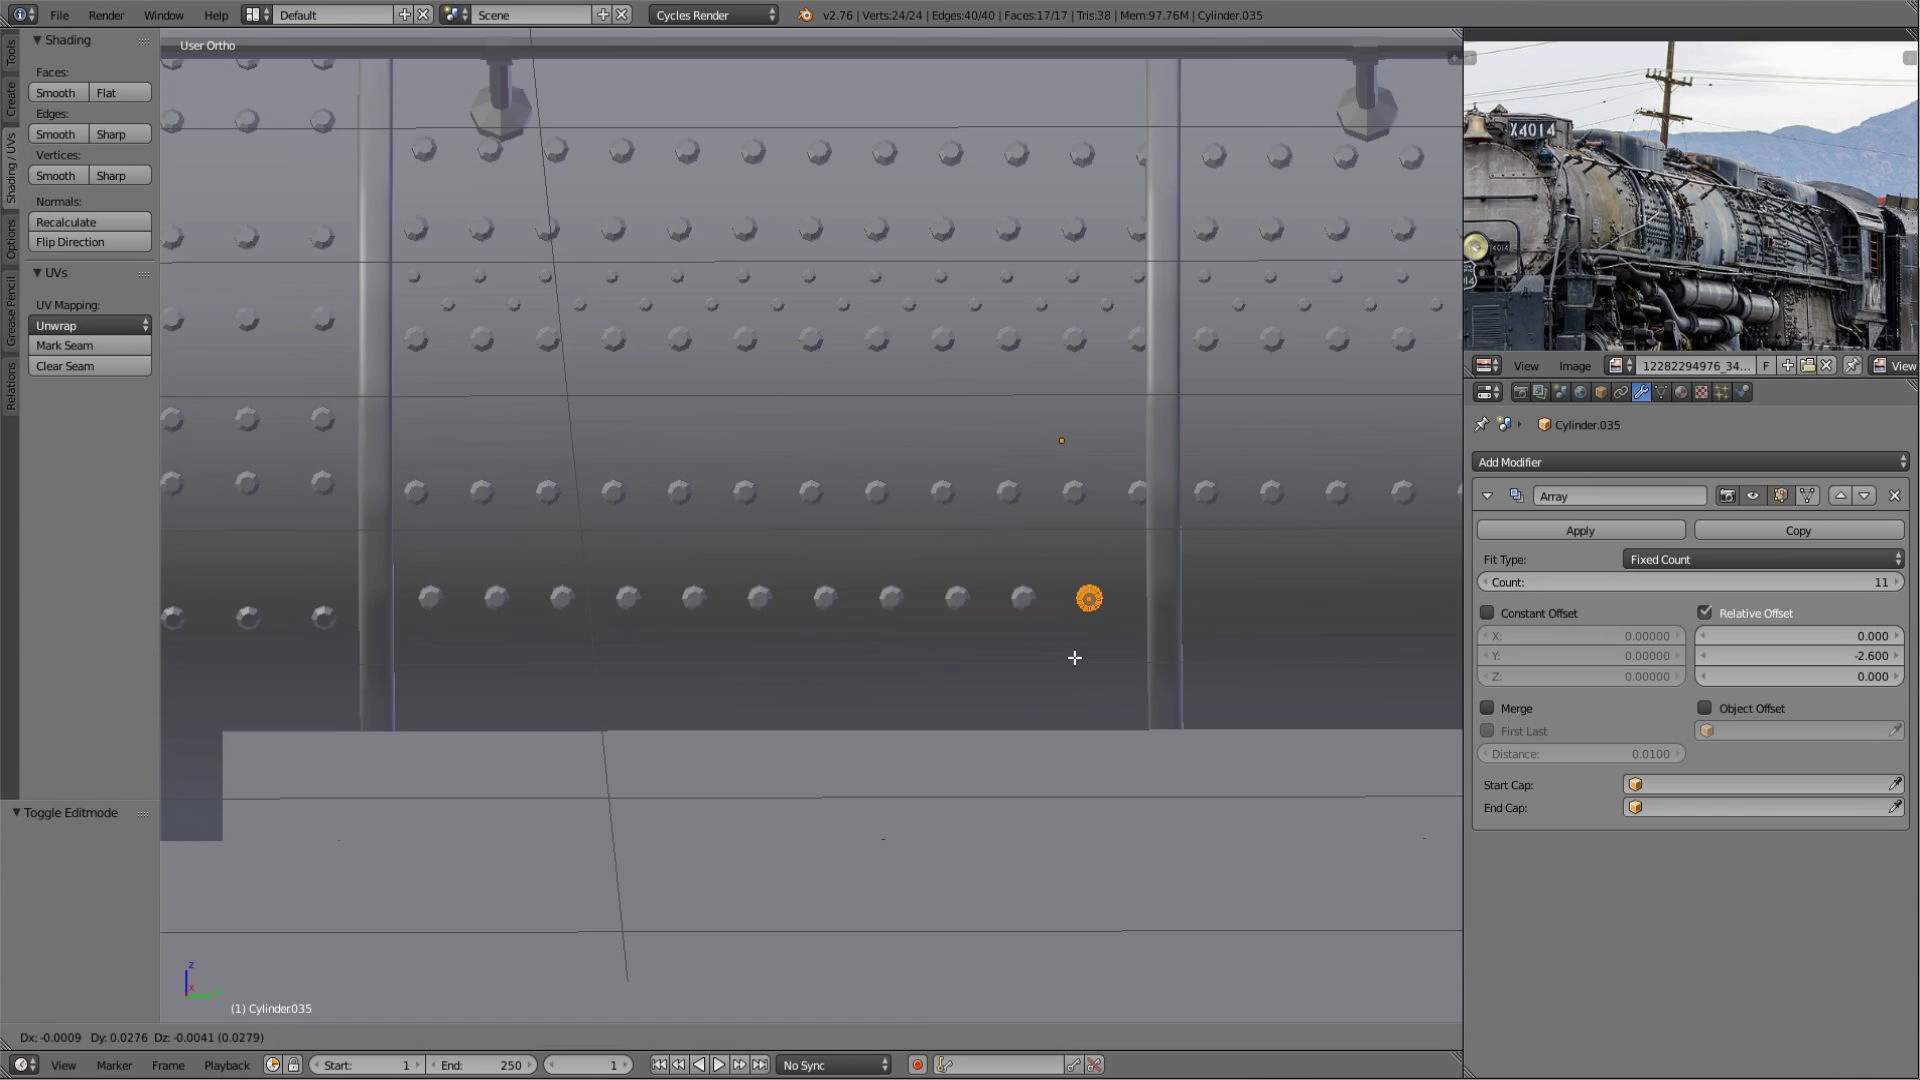 File Render Window Help Default Scene Cycles Render v2.76 | Verts:24/24 | Edges:40/40 | Faces:17/17 | Tris:38 | Mem:97.76M | Cylinder.035
Tools
Create
Shading / UVs
Options
Grease Pencil
Relations
Shading
Faces:
Smooth Flat
Edges:
Smooth Sharp
Vertices:
Smooth Sharp
Normals:
Recalculate
Flip Direction
UVs
UV Mapping:
Unwrap
Mark Seam
Clear Seam
Toggle Editmode
User Ortho
z
x
(1) Cylinder.035
Dx: -0.0009 Dy: 0.0276 Dz: -0.0041 (0.0279)
X4014
View Image 12282294976_34... F View
Cylinder.035
Add Modifier
Array
Apply Copy
Fit Type: Fixed Count
Count: 11
Constant Offset Relative Offset
X: 0.00000 0.000
Y: 0.00000 -2.600
Z: 0.00000 0.000
Merge Object Offset
First Last
Distance: 0.0100
Start Cap:
End Cap:
View Marker Frame Playback Start: 1 End: 250 1 No Sync